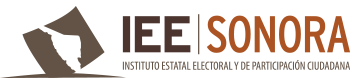 IEE SONORA
INSTITUTO ESTATAL ELECTORAL Y DE PARTICIPACIÓN CIUDADANA